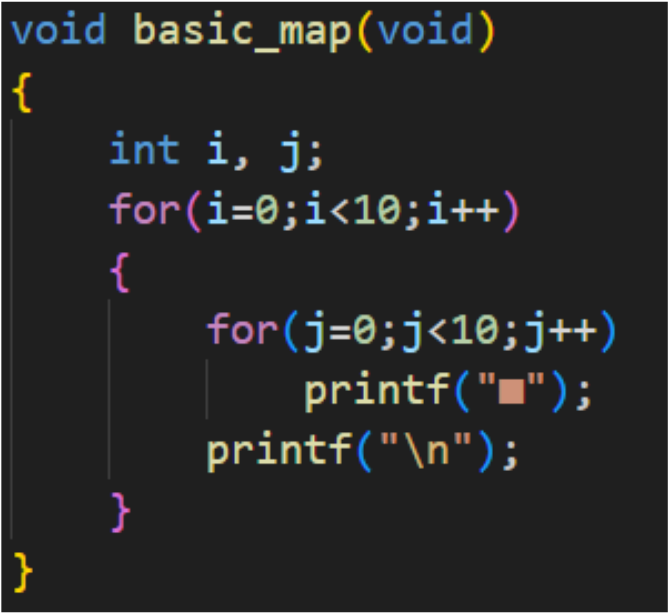 void basic_map(void)
{
    int i, j;
    for(i=0;i<10;i++)
    {
        for(j=0;j<10;j++)
            printf("■");
        printf("\n");
    }
}